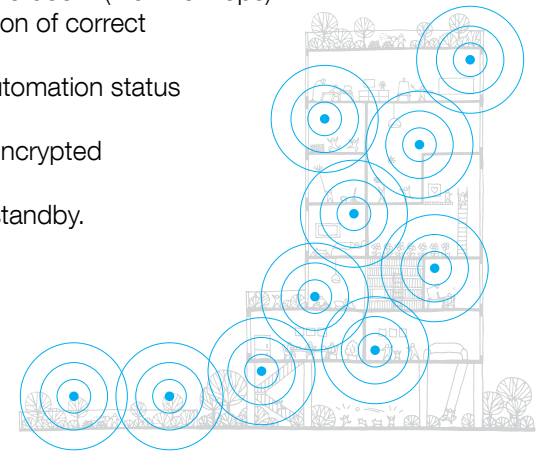 on of correct
utomation status
ncrypted
tandby.